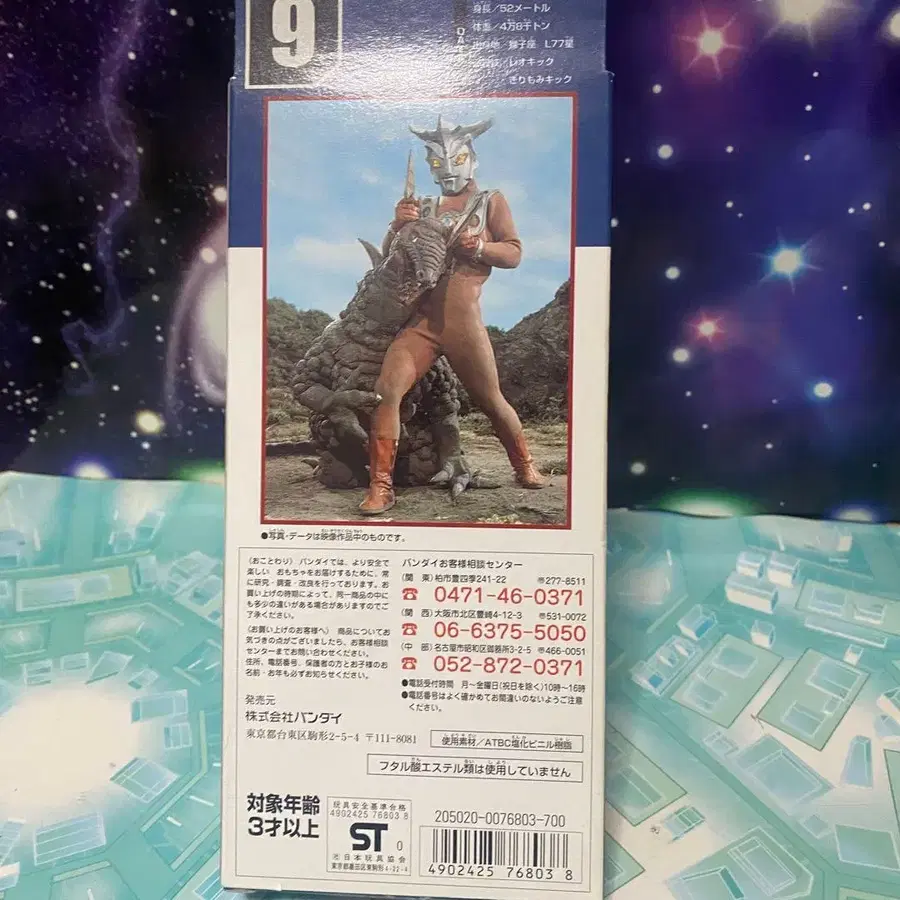 9
DA
身長/52メートル
体重/4万8千トン
出身地 獅子座 L77星
レオキック
きりもみキック
●写真・データは映像作品中のものです。
〈おことわり〉バンダイでは、より安全で
楽しい おもちゃをお届けするために、常
に研究・調査・改良を行っております。お
買い上げの時期によって、同一商品の中に
も多少の違いがある場合がありますのでご
了承ください。
〈お買い上げのお客様へ〉商品についてお
気づきの点がございましたら、お客様相談
センターまでお問い合わせください。
住所、電話番号、保護者の方とお子様のお
名前・お年も必ずお知らせください。
バンダイお客様相談センター
(関 東)柏市豊四季241-22 〒277-8511
☎ 0471-46-0371
(関 西)大阪市北区豊崎4-12-3 〒531-0072
☎ 06-6375-5050
(中 部)名古屋市昭和区御器所3-2-5 〒466-0051
☎ 052-872-0371
●電話受付時間 月〜金曜日(祝日を除く)10時〜16時
●電話番号はよく確かめてお間違いのないようご注意
ください。
発売元
株式会社バンダイ
東京都台東区駒形2-5-4 〒111-8081
使用素材/ATBC塩化ビニル樹脂
フタル酸エステル類は使用していません
対象年齢
3才以上
玩具安全基準合格
4902425 76803 8
ST 0
㈳日本玩具協会
東京都墨田区東駒形4-22-4
205020-0076803-700
4902425 768038